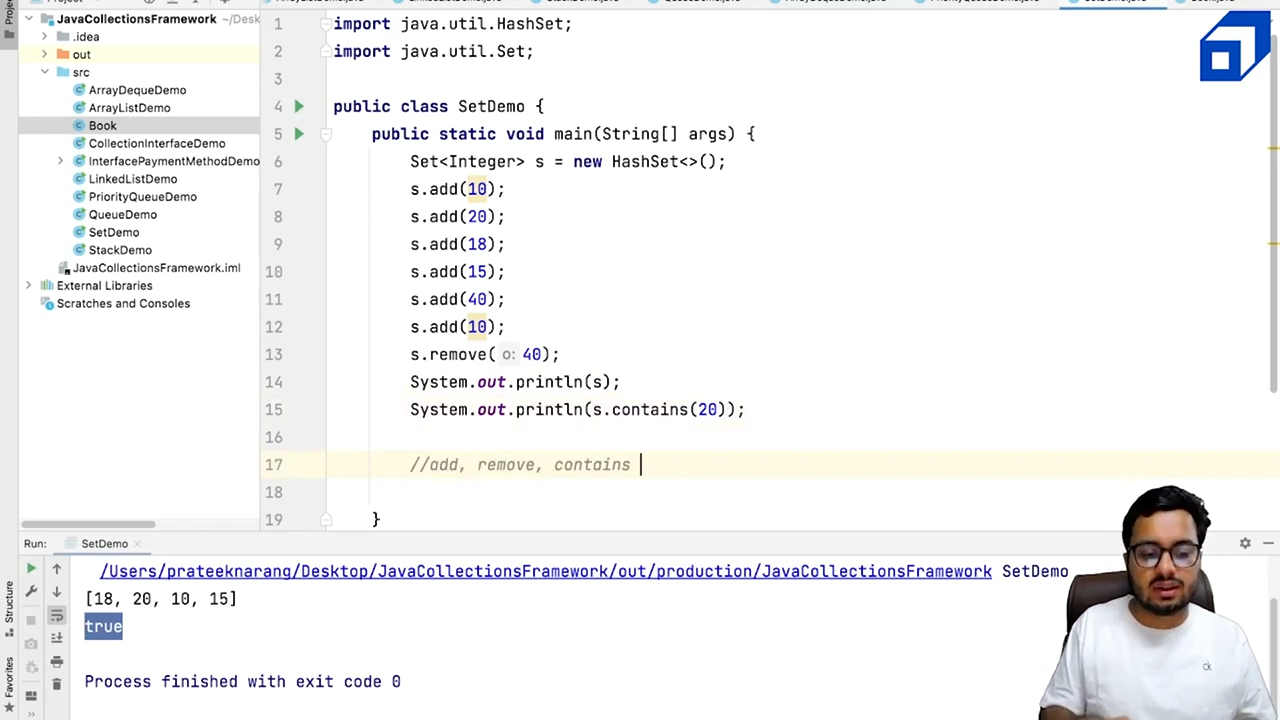 JavaCollectionsFramework ~/Desk
.idea
out
src
ArrayDequeDemo
ArrayListDemo
Book
CollectionInterfaceDemo
InterfacePaymentMethodDemo
LinkedListDemo
PriorityQueueDemo
QueueDemo
SetDemo
StackDemo
JavaCollectionsFramework.iml
External Libraries
Scratches and Consoles
1 import java.util.HashSet;
2 import java.util.Set;
3
4 public class SetDemo {
5 public static void main(String[] args) {
6 Set<Integer> s = new HashSet<>();
7 s.add(10);
8 s.add(20);
9 s.add(18);
10 s.add(15);
11 s.add(40);
12 s.add(10);
13 s.remove( o: 40);
14 System.out.println(s);
15 System.out.println(s.contains(20));
16
17 //add, remove, contains
18
19 }
Run: SetDemo
/Users/prateeknarang/Desktop/JavaCollectionsFramework/out/production/JavaCollectionsFramework SetDemo
[18, 20, 10, 15]
true
Process finished with exit code 0
Structure
Favorites
ck